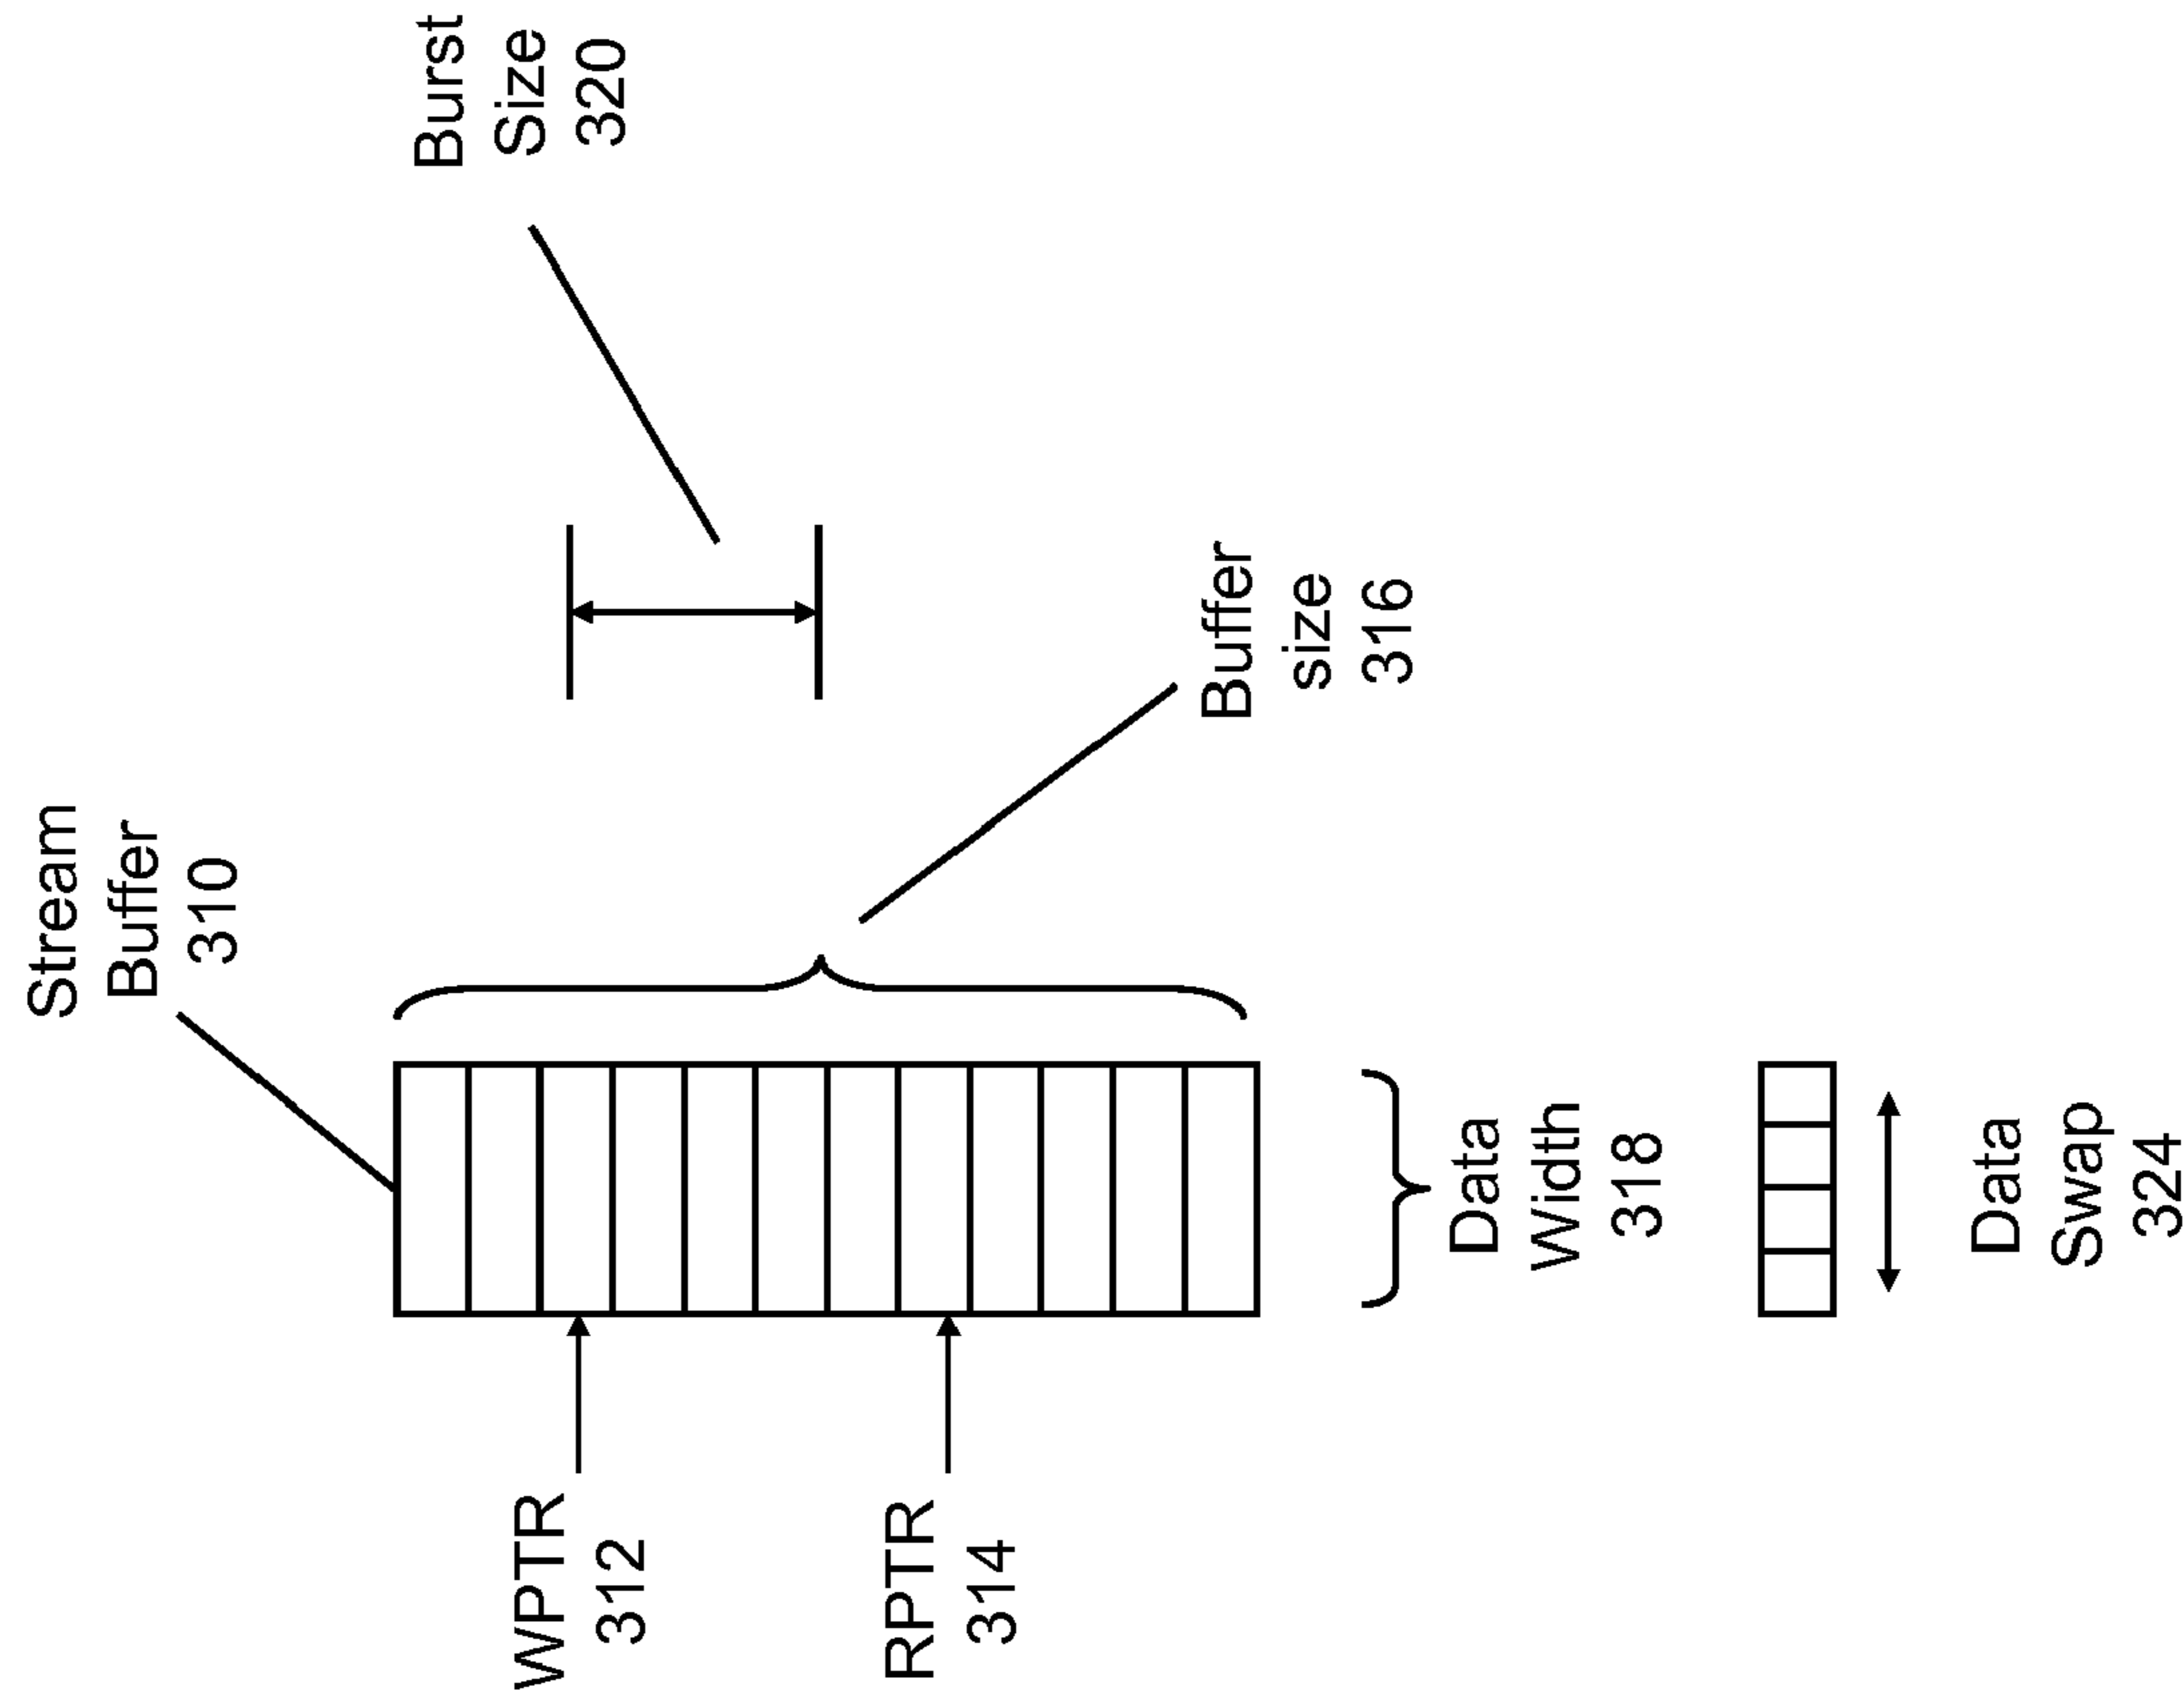 Stream
Buffer
310
Burst
Size
320
WPTR
312
RPTR
314
Buffer
size
316
Data
Width
318
Data
Swap
324